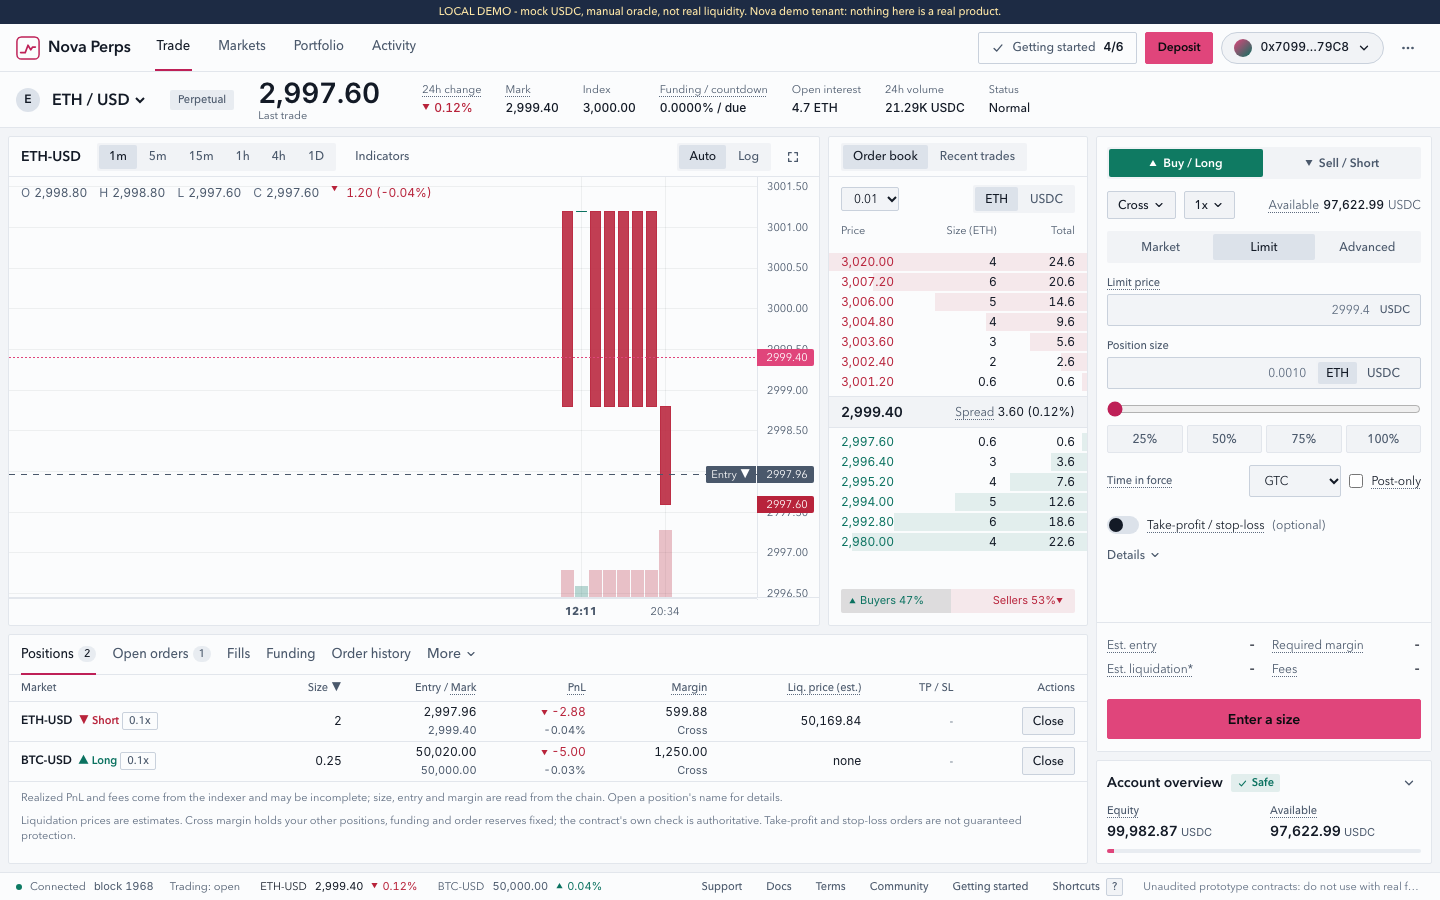 LOCAL DEMO - mock USDC, manual oracle, not real liquidity. Nova demo tenant: nothing here is a real product.
Nova Perps Trade Markets Portfolio Activity Getting started 4/6 Deposit 0x7099...79C8
E ETH / USD Perpetual 2,997.60 Last trade
24h change Mark Index Funding / countdown Open interest 24h volume Status
0.12% 2,999.40 3,000.00 0.0000% / due 4.7 ETH 21.29K USDC Normal
ETH-USD 1m 5m 15m 1h 4h 1D Indicators Auto Log
O 2,998.80 H 2,998.80 L 2,997.60 C 2,997.60 ▼ 1.20 (-0.04%)
3001.50
3001.00
3000.50
3000.00
2999.40
2999.00
2998.50
Entry ▼ 2997.96
2997.60
2997.00
2996.50
12:11 20:34
Order book Recent trades
0.01 ETH USDC
Price Size (ETH) Total
3,020.00 4 24.6
3,007.20 6 20.6
3,006.00 5 14.6
3,004.80 4 9.6
3,003.60 3 5.6
3,002.40 2 2.6
3,001.20 0.6 0.6
2,999.40 Spread 3.60 (0.12%)
2,997.60 0.6 0.6
2,996.40 3 3.6
2,995.20 4 7.6
2,994.00 5 12.6
2,992.80 6 18.6
2,980.00 4 22.6
▲ Buyers 47% Sellers 53%▼
▲ Buy / Long ▼ Sell / Short
Cross 1x Available 97,622.99 USDC
Market Limit Advanced
Limit price
2999.4 USDC
Position size
0.0010 ETH USDC
25% 50% 75% 100%
Time in force GTC Post-only
Take-profit / stop-loss (optional)
Details
Est. entry - Required margin -
Est. liquidation* - Fees -
Enter a size
Positions 2 Open orders 1 Fills Funding Order history More
Market Size ▼ Entry / Mark PnL Margin Liq. price (est.) TP / SL Actions
ETH-USD ▼ Short 0.1x 2 2,997.96 ▼ -2.88 599.88 50,169.84 - Close
2,999.40 -0.04% Cross
BTC-USD ▲ Long 0.1x 0.25 50,020.00 ▼ -5.00 1,250.00 none - Close
50,000.00 -0.03% Cross
Realized PnL and fees come from the indexer and may be incomplete; size, entry and margin are read from the chain. Open a position's name for details.
Liquidation prices are estimates. Cross margin holds your other positions, funding and order reserves fixed; the contract's own check is authoritative. Take-profit and stop-loss orders are not guaranteed
protection.
Account overview Safe
Equity Available
99,982.87 USDC 97,622.99 USDC
Connected block 1968 Trading: open ETH-USD 2,999.40 ▼ 0.12% BTC-USD 50,000.00 ▲ 0.04% Support Docs Terms Community Getting started Shortcuts ? Unaudited prototype contracts: do not use with real f...